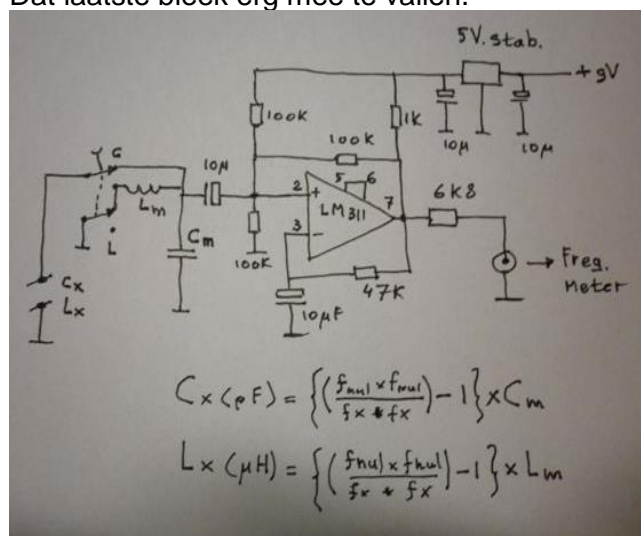 Dat laatste bleek erg mee te vallen.
5V. stab.
+ 9V
100K
1K
10µ
10µ
100K
C
10µ
Lm
L
Cm
2
+
5
6
LM311
7
3
-
100K
6K8
47K
10µF
Cx
Lx
→ Freq.
meter
Cx (pF) = {(fnul x fnul / fx * fx) - 1} x Cm
Lx (µH) = {(fnul x fnul / fx * fx) - 1} x Lm